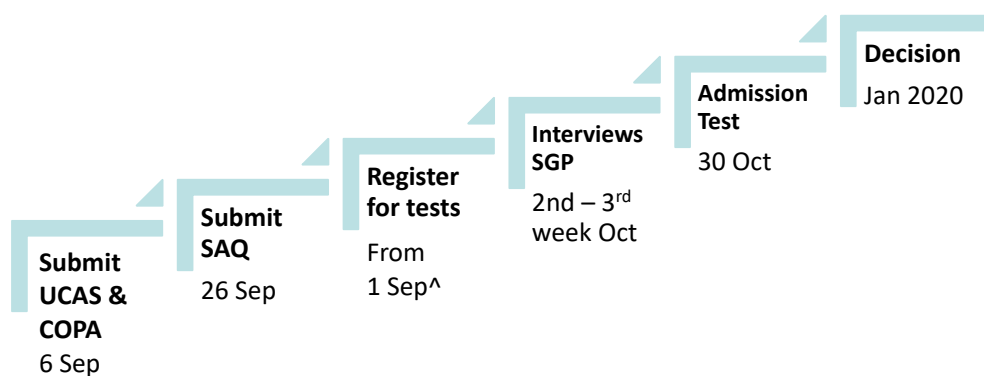 Submit
UCAS &
COPA
6 Sep
Submit
SAQ
26 Sep
Register
for tests
From
1 Sep^
Interviews
SGP
2nd – 3rd
week Oct
Admission
Test
30 Oct
Decision
Jan 2020